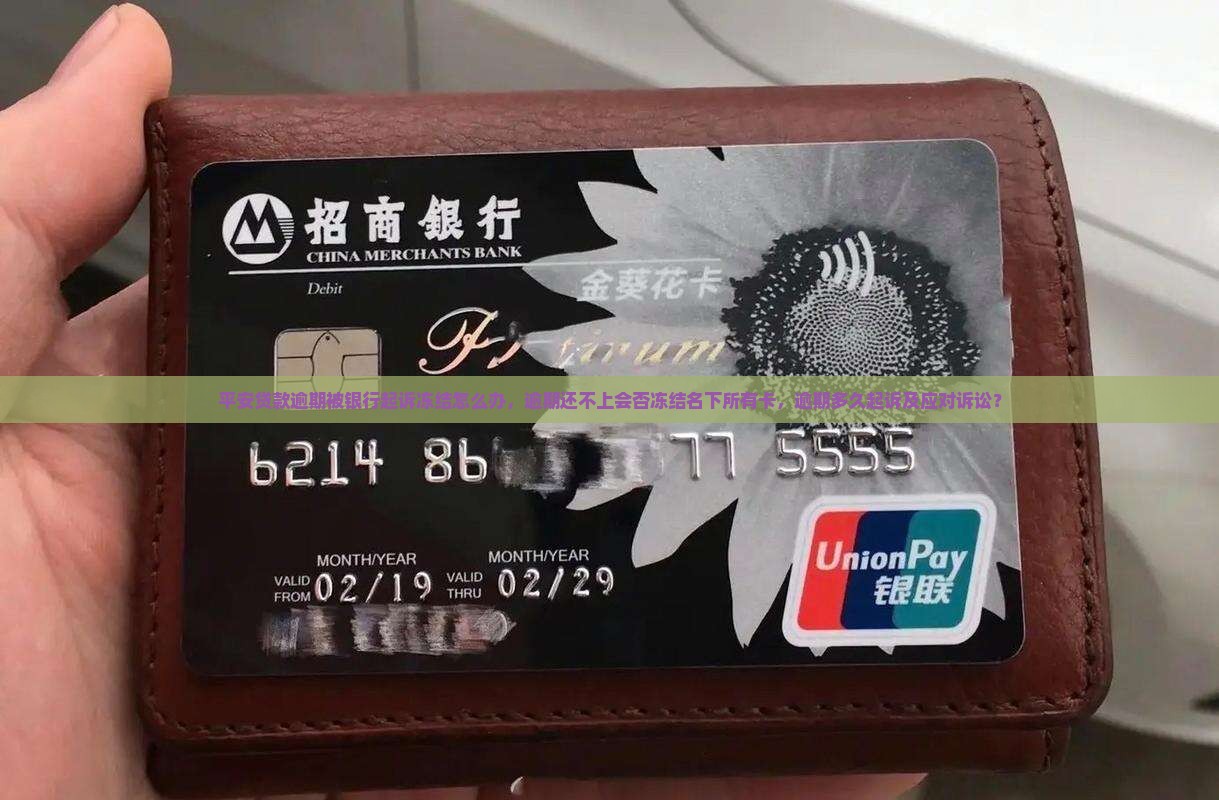 招商銀行
CHINA MERCHANTS BANK
Debit
金葵花卡
平安贷款逾期被银行起诉冻结怎么办，逾期还不上会否冻结名下所有卡，逾期多久起诉及应对诉讼？
6214 86 77 5555
MONTH/YEAR MONTH/YEAR
VALID FROM 02/19 VALID THRU 02/29
UnionPay
银联